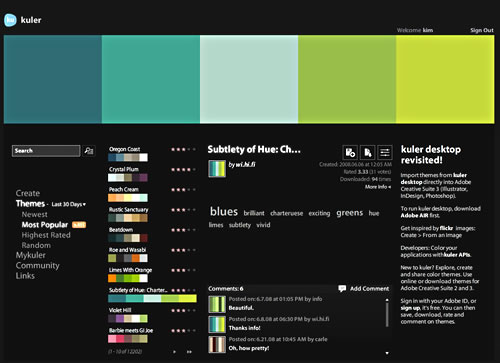 kuler
Welcome kim
Sign Out
Search
Create
Themes - Last 30 Days
Newest
Most Popular
Highest Rated
Random
Mykuler
Community
Links
Oregon Coast
Crystal Plum
Peach Cream
Rustic Sanctuary
Beatdown
Roe and Wasabi
Limes With Orange
Subtlety of Hue: Charter...
Violet Hill
Barbie meets GI Joe
(1 - 10 of 12202)
Subtlety of Hue: Ch...
by wi.hi.fi
Created: 2008.06.06 at 12:05 AM
Rated 3.33 (31 votes)
Downloaded: 94 times
More Info
blues brilliant charteruese exciting greens hue
limes subtlety vivid
Comments: 6
Add Comment
Posted on: 6.7.08 at 01:05 PM by info
Beautiful.
Posted on: 6.8.08 at 06:30 PM by wi.hi.fi
Thanks info!
Posted on: 6.21.08 at 10:45 AM by carle
Oh, how pretty!
kuler desktop
revisited!
Import themes from kuler
desktop directly into Adobe
Creative Suite 3 (Illustrator,
InDesign, Photoshop).
To run kuler desktop, download
Adobe AIR first.
Get inspired by flickr images:
Create > From an Image
Developers: Color your
applications with kuler APIs.
New to kuler? Explore, create
and share color themes. Use
online or download themes for
Adobe Creative Suite 2 and 3.
Sign in with your Adobe ID, or
sign up, it's free. You can then
save, download, rate and
comment on themes.